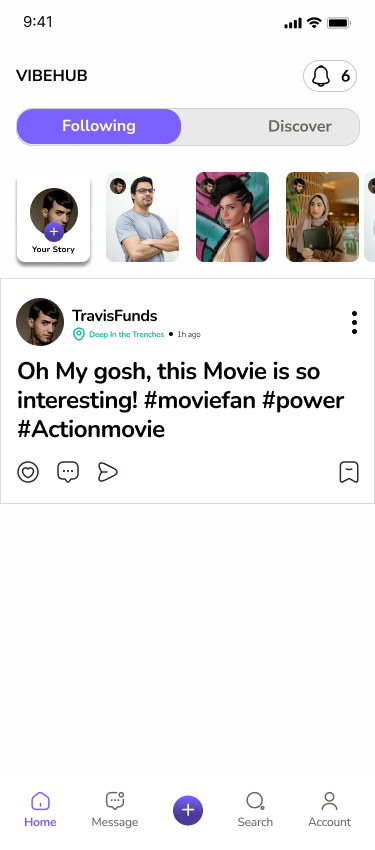 9:41
VIBEHUB
6
Following
Discover
Your Story
TravisFunds
Deep In the Trenches • 1h ago
Oh My gosh, this Movie is so
interesting! #moviefan #power
#Actionmovie
Home
Message
Search
Account